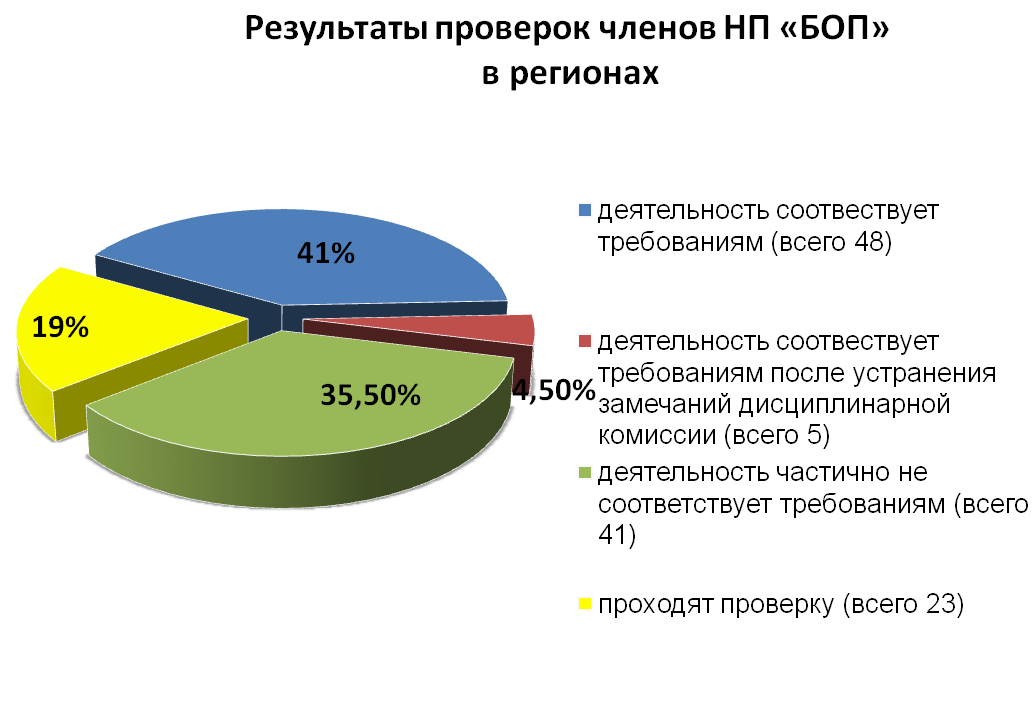 Результаты проверок членов НП «БОП»
в регионах
41%
19%
35,50%
4,50%
деятельность соотвествует
требованиям (всего 48)
деятельность соотвествует
требованиям после устранения
замечаний дисциплинарной
комиссии (всего 5)
деятельность частично не
соответствует требованиям (всего
41)
проходят проверку (всего 23)